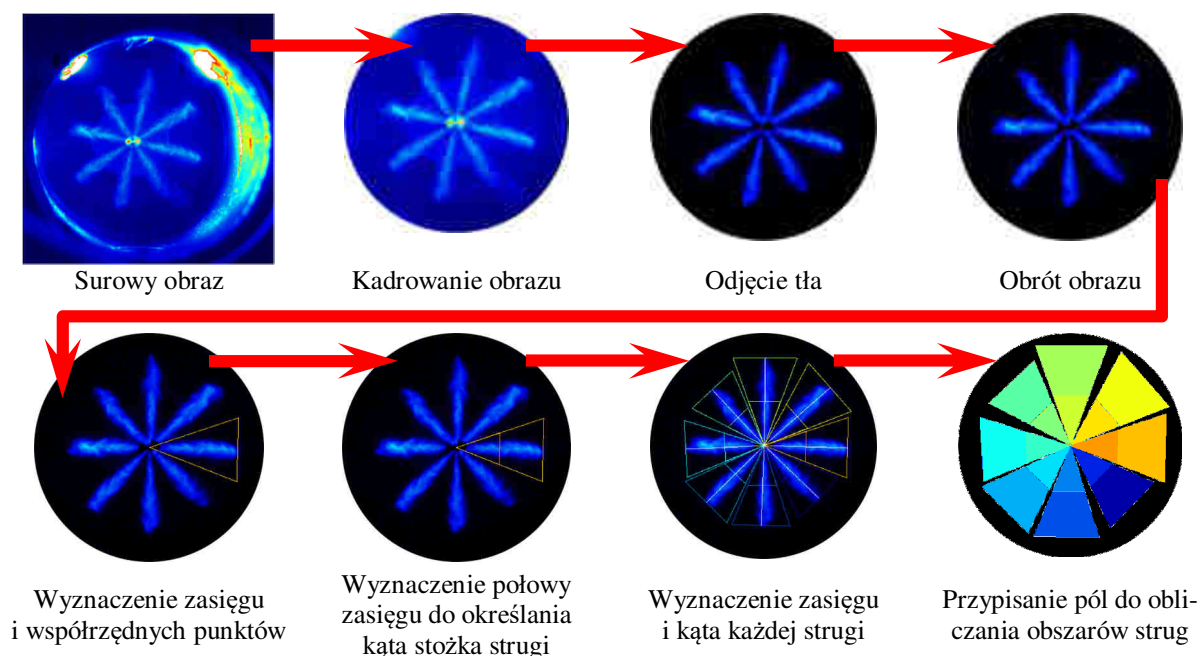 Surowy obraz
Kadrowanie obrazu
Odjęcie tła
Obrót obrazu
Wyznaczenie zasięgu
i współrzędnych punktów
Wyznaczenie połowy
zasięgu do określania
kąta stożka strugi
Wyznaczenie zasięgu
i kąta każdej strugi
Przypisanie pól do obli-
czania obszarów strug